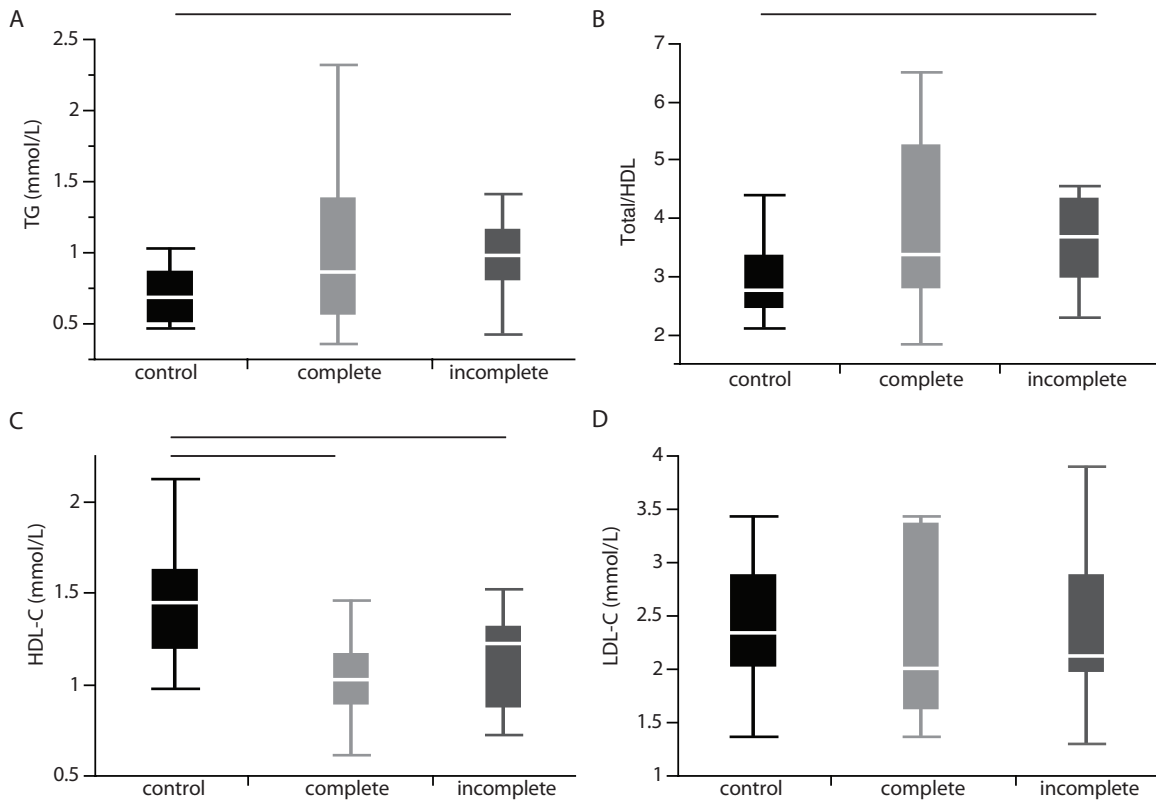 A
TG (mmol/L)
2.5
2
1.5
1
0.5
control
complete
incomplete
B
Total/HDL
7
6
5
4
3
2
control
complete
incomplete
C
HDL-C (mmol/L)
2
1.5
1
0.5
control
complete
incomplete
D
LDL-C (mmol/L)
4
3.5
3
2.5
2
1.5
1
control
complete
incomplete